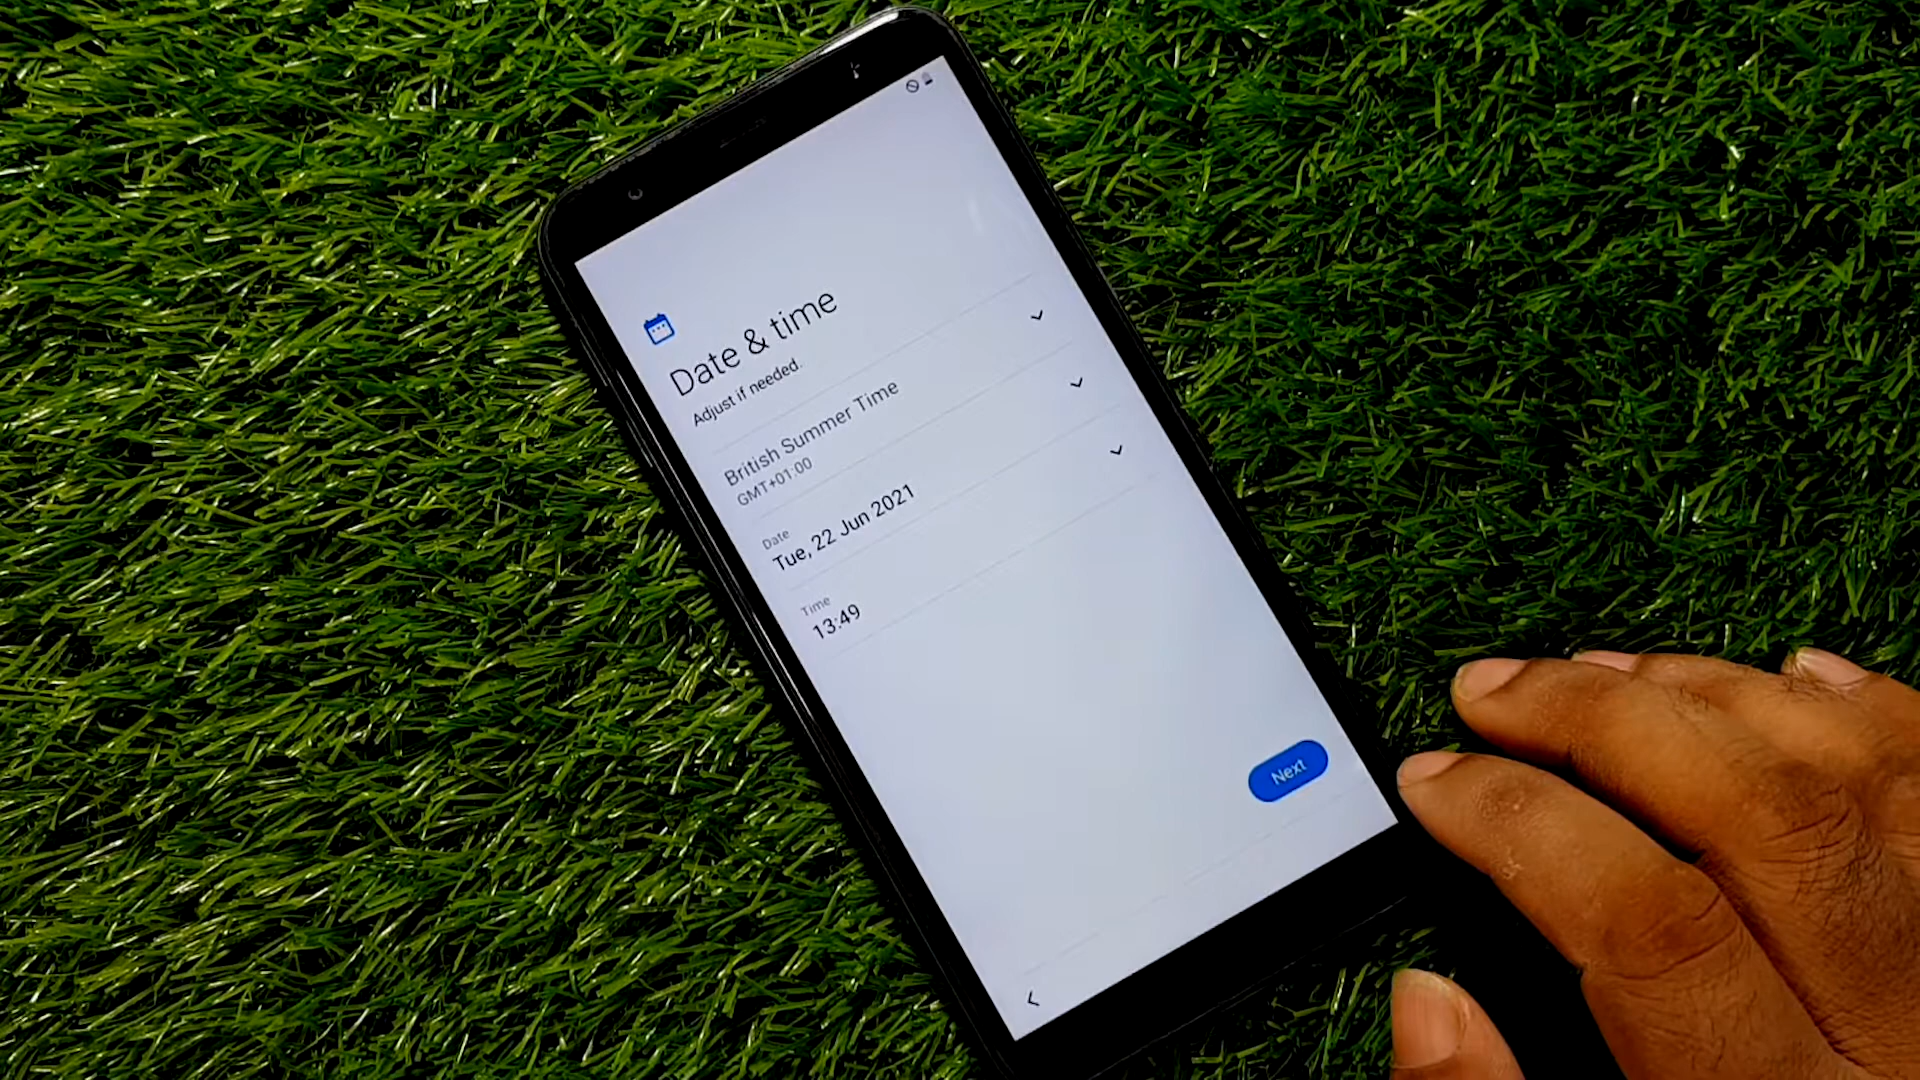 Date & time
Adjust if needed.
British Summer Time
GMT+01:00
Date
Tue, 22 Jun 2021
Time
13:49
Next